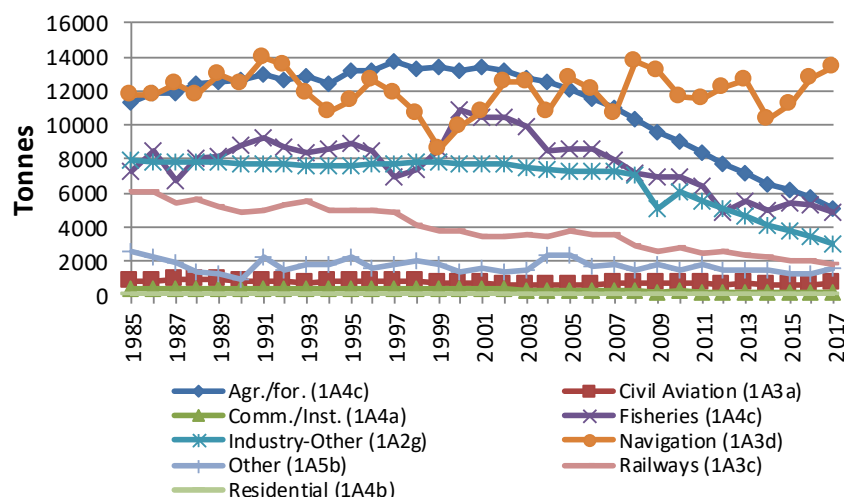 16000
14000
12000
10000
8000
6000
4000
2000
0
Tonnes
1985
1987
1989
1991
1993
1995
1997
1999
2001
2003
2005
2007
2009
2011
2013
2015
2017
Agr./for. (1A4c)
Civil Aviation (1A3a)
Comm./Inst. (1A4a)
Fisheries (1A4c)
Industry-Other (1A2g)
Navigation (1A3d)
Other (1A5b)
Railways (1A3c)
Residential (1A4b)